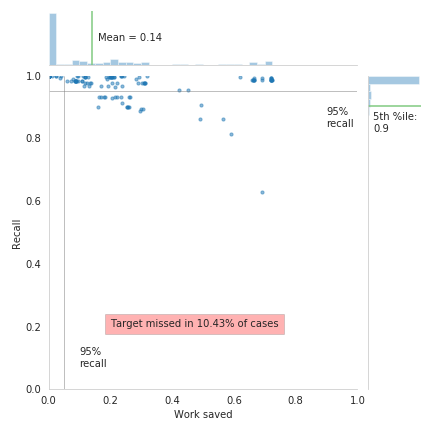 Mean = 0.14
1.0
0.8
0.6
0.4
0.2
0.0
Recall
95%
recall
5th %ile:
0.9
Target missed in 10.43% of cases
95%
recall
0.0 0.2 0.4 0.6 0.8 1.0
Work saved